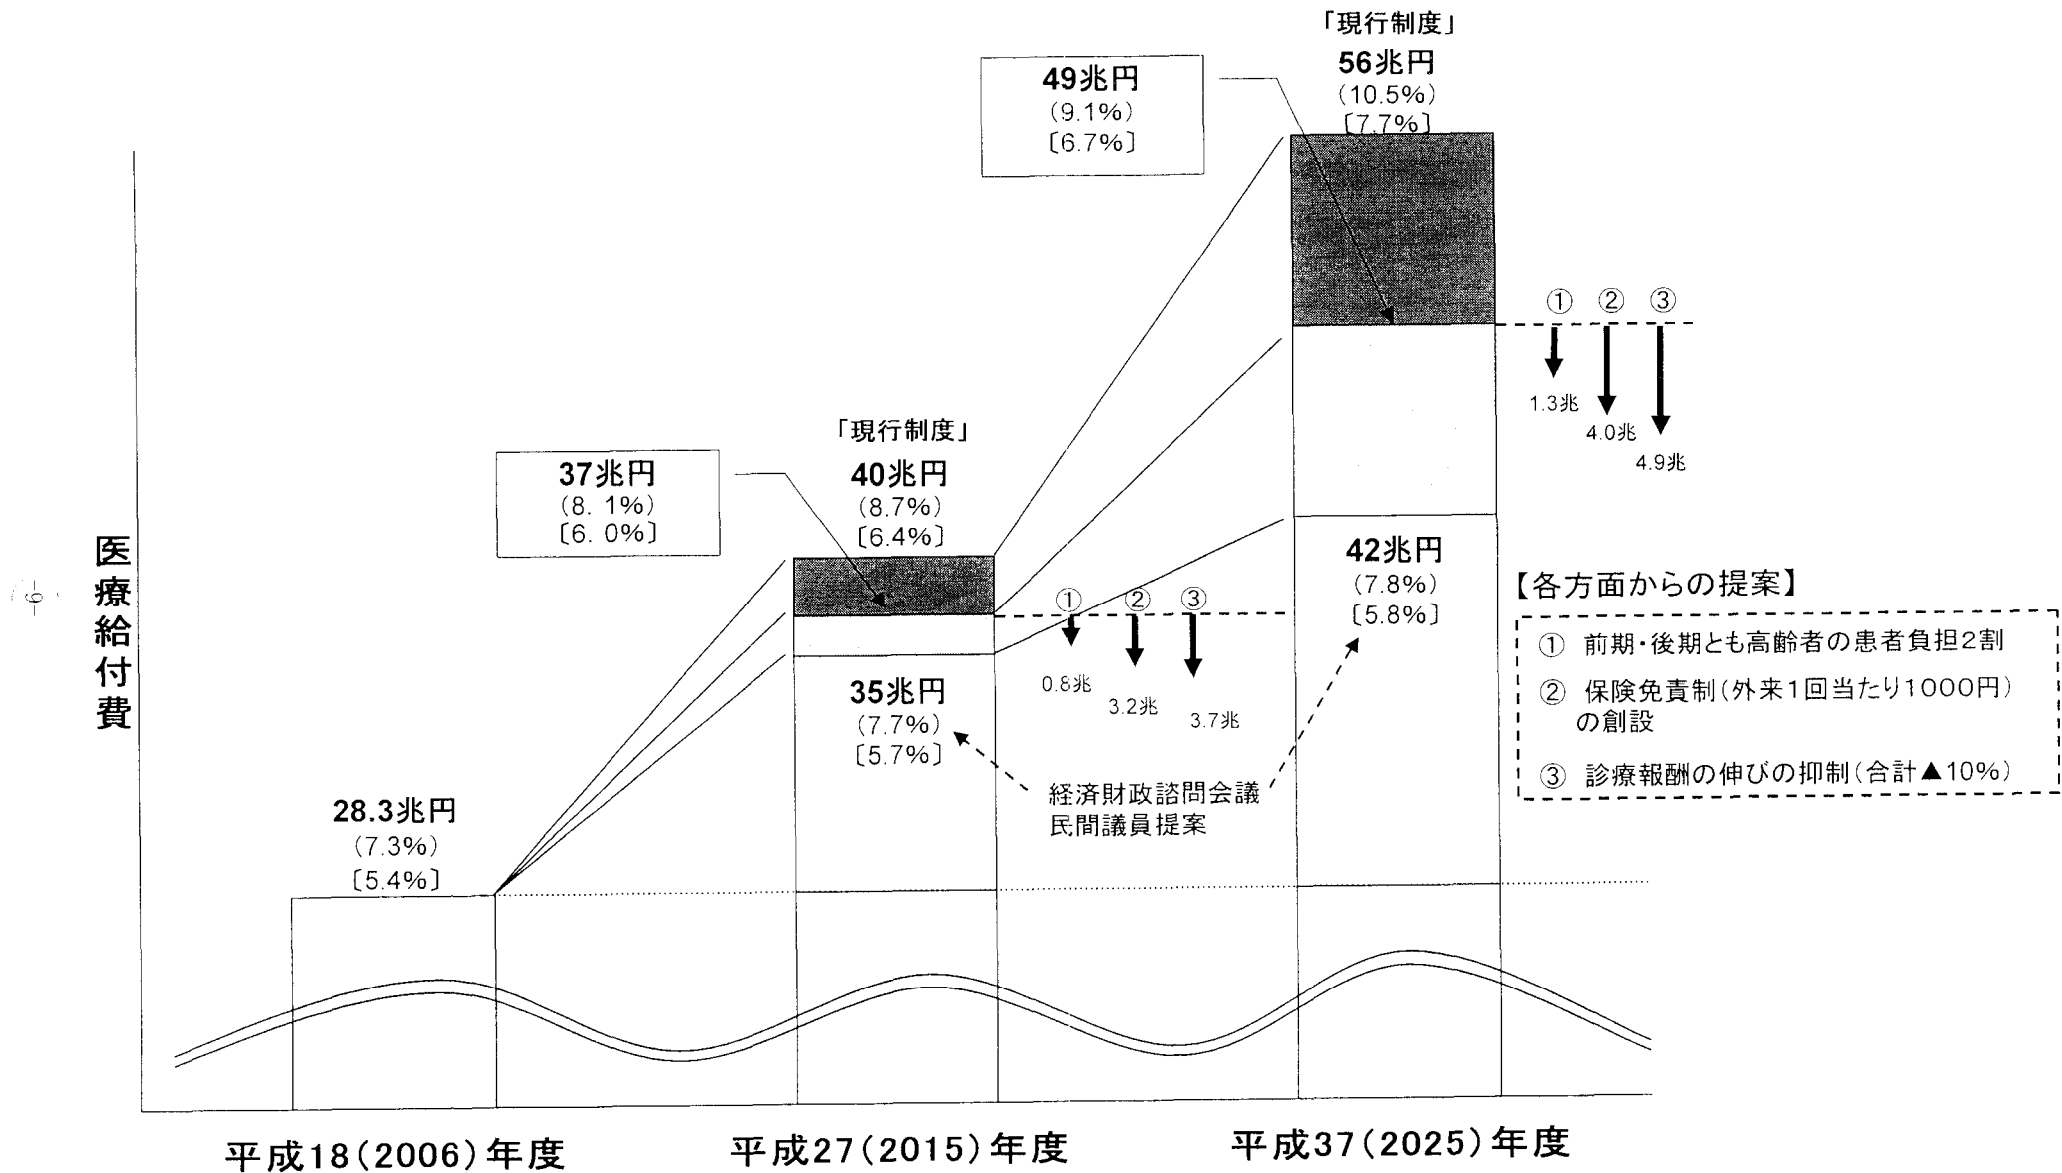 「現行制度」
56兆円
(10.5%)
〔7.7%〕
49兆円
(9.1%)
〔6.7%〕
① ② ③
1.3兆
4.0兆
4.9兆
「現行制度」
40兆円
(8.7%)
〔6.4%〕
37兆円
(8. 1%)
〔6. 0%〕
① ② ③
0.8兆
3.2兆
3.7兆
35兆円
(7.7%)
〔5.7%〕
42兆円
(7.8%)
〔5.8%〕
経済財政諮問会議
民間議員提案
28.3兆円
(7.3%)
〔5.4%〕
医療給付費
【各方面からの提案】
① 前期・後期とも高齢者の患者負担2割
② 保険免責制(外来1回当たり1000円)
の創設
③ 診療報酬の伸びの抑制(合計▲10%)
平成18(2006)年度
平成27(2015)年度
平成37(2025)年度